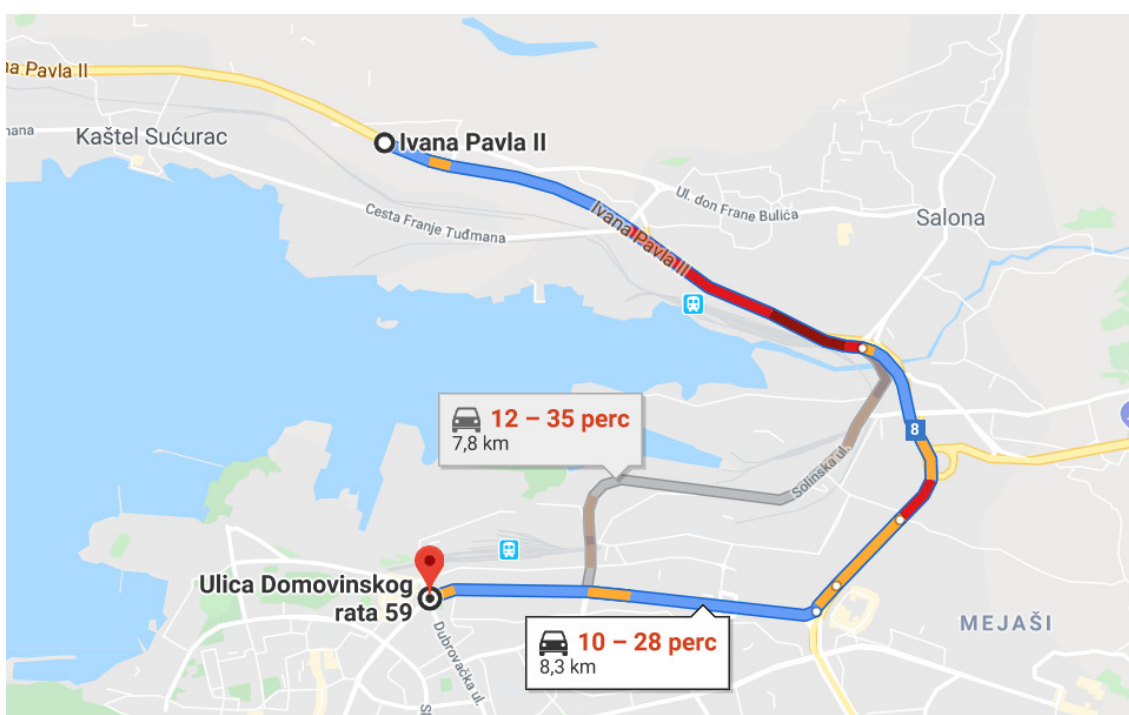 na Pavla II
mana
Kaštel Sućurac
Ivana Pavla II
Ul. don Frane Bulića
Cesta Franje Tuđmana
Ivana Pavla II
Salona
12 – 35 perc
7,8 km
8
Solinska ul.
Ulica Domovinskog
rata 59
10 – 28 perc
8,3 km
Dubrovačka ul.
MEJAŠI